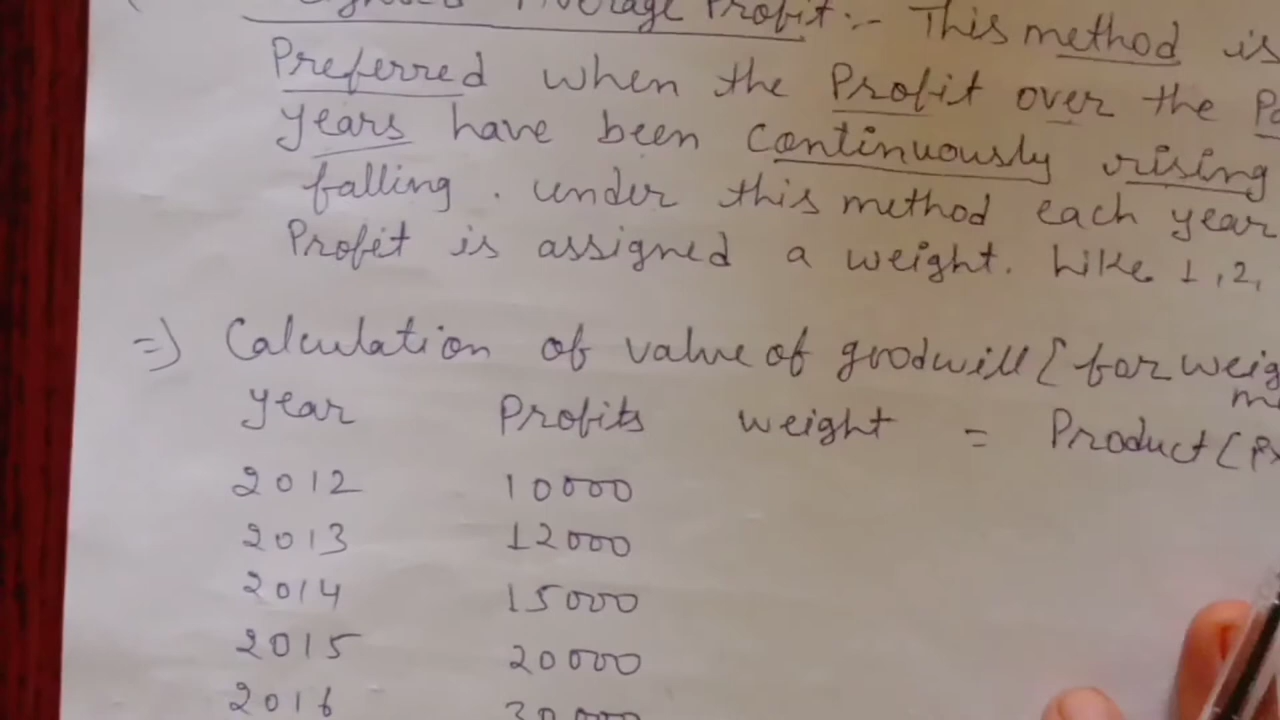 Average Profit :- This method is
Preferred when the Profit over the
years have been continuously rising
falling . under this method each year
Profit is assigned a weight. Like 1, 2,
=> Calculation of value of goodwill [ for
year Profits weight = Product (
2012 10000
2013 12000
2014 15000
2015 20000
2016 30000